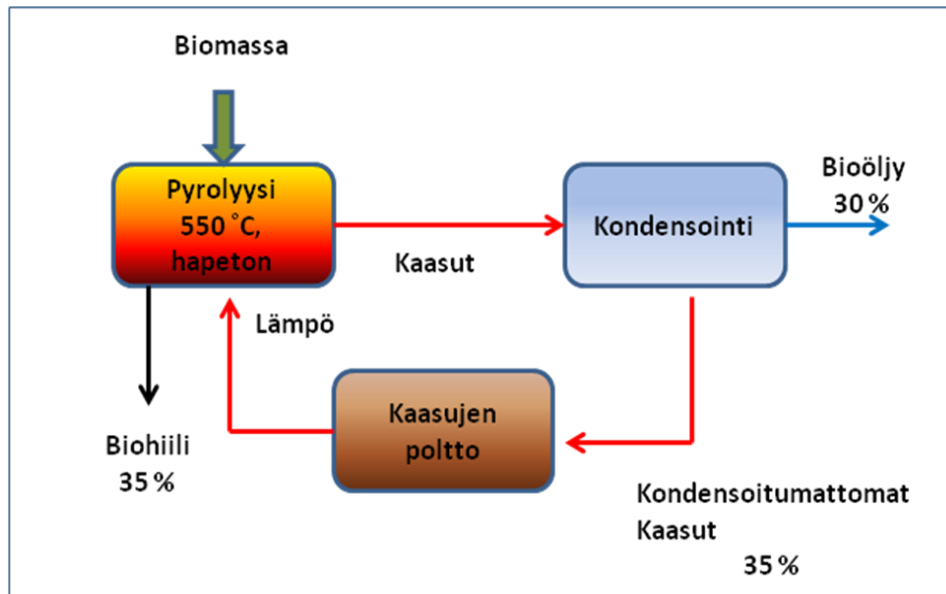 Biomassa
Pyrolyysi
550 °C,
hapeton
Kaasut
Kondensointi
Bioöljy
30 %
Lämpö
Kaasujen
poltto
Biohiili
35 %
Kondensoitumattomat
Kaasut
35 %